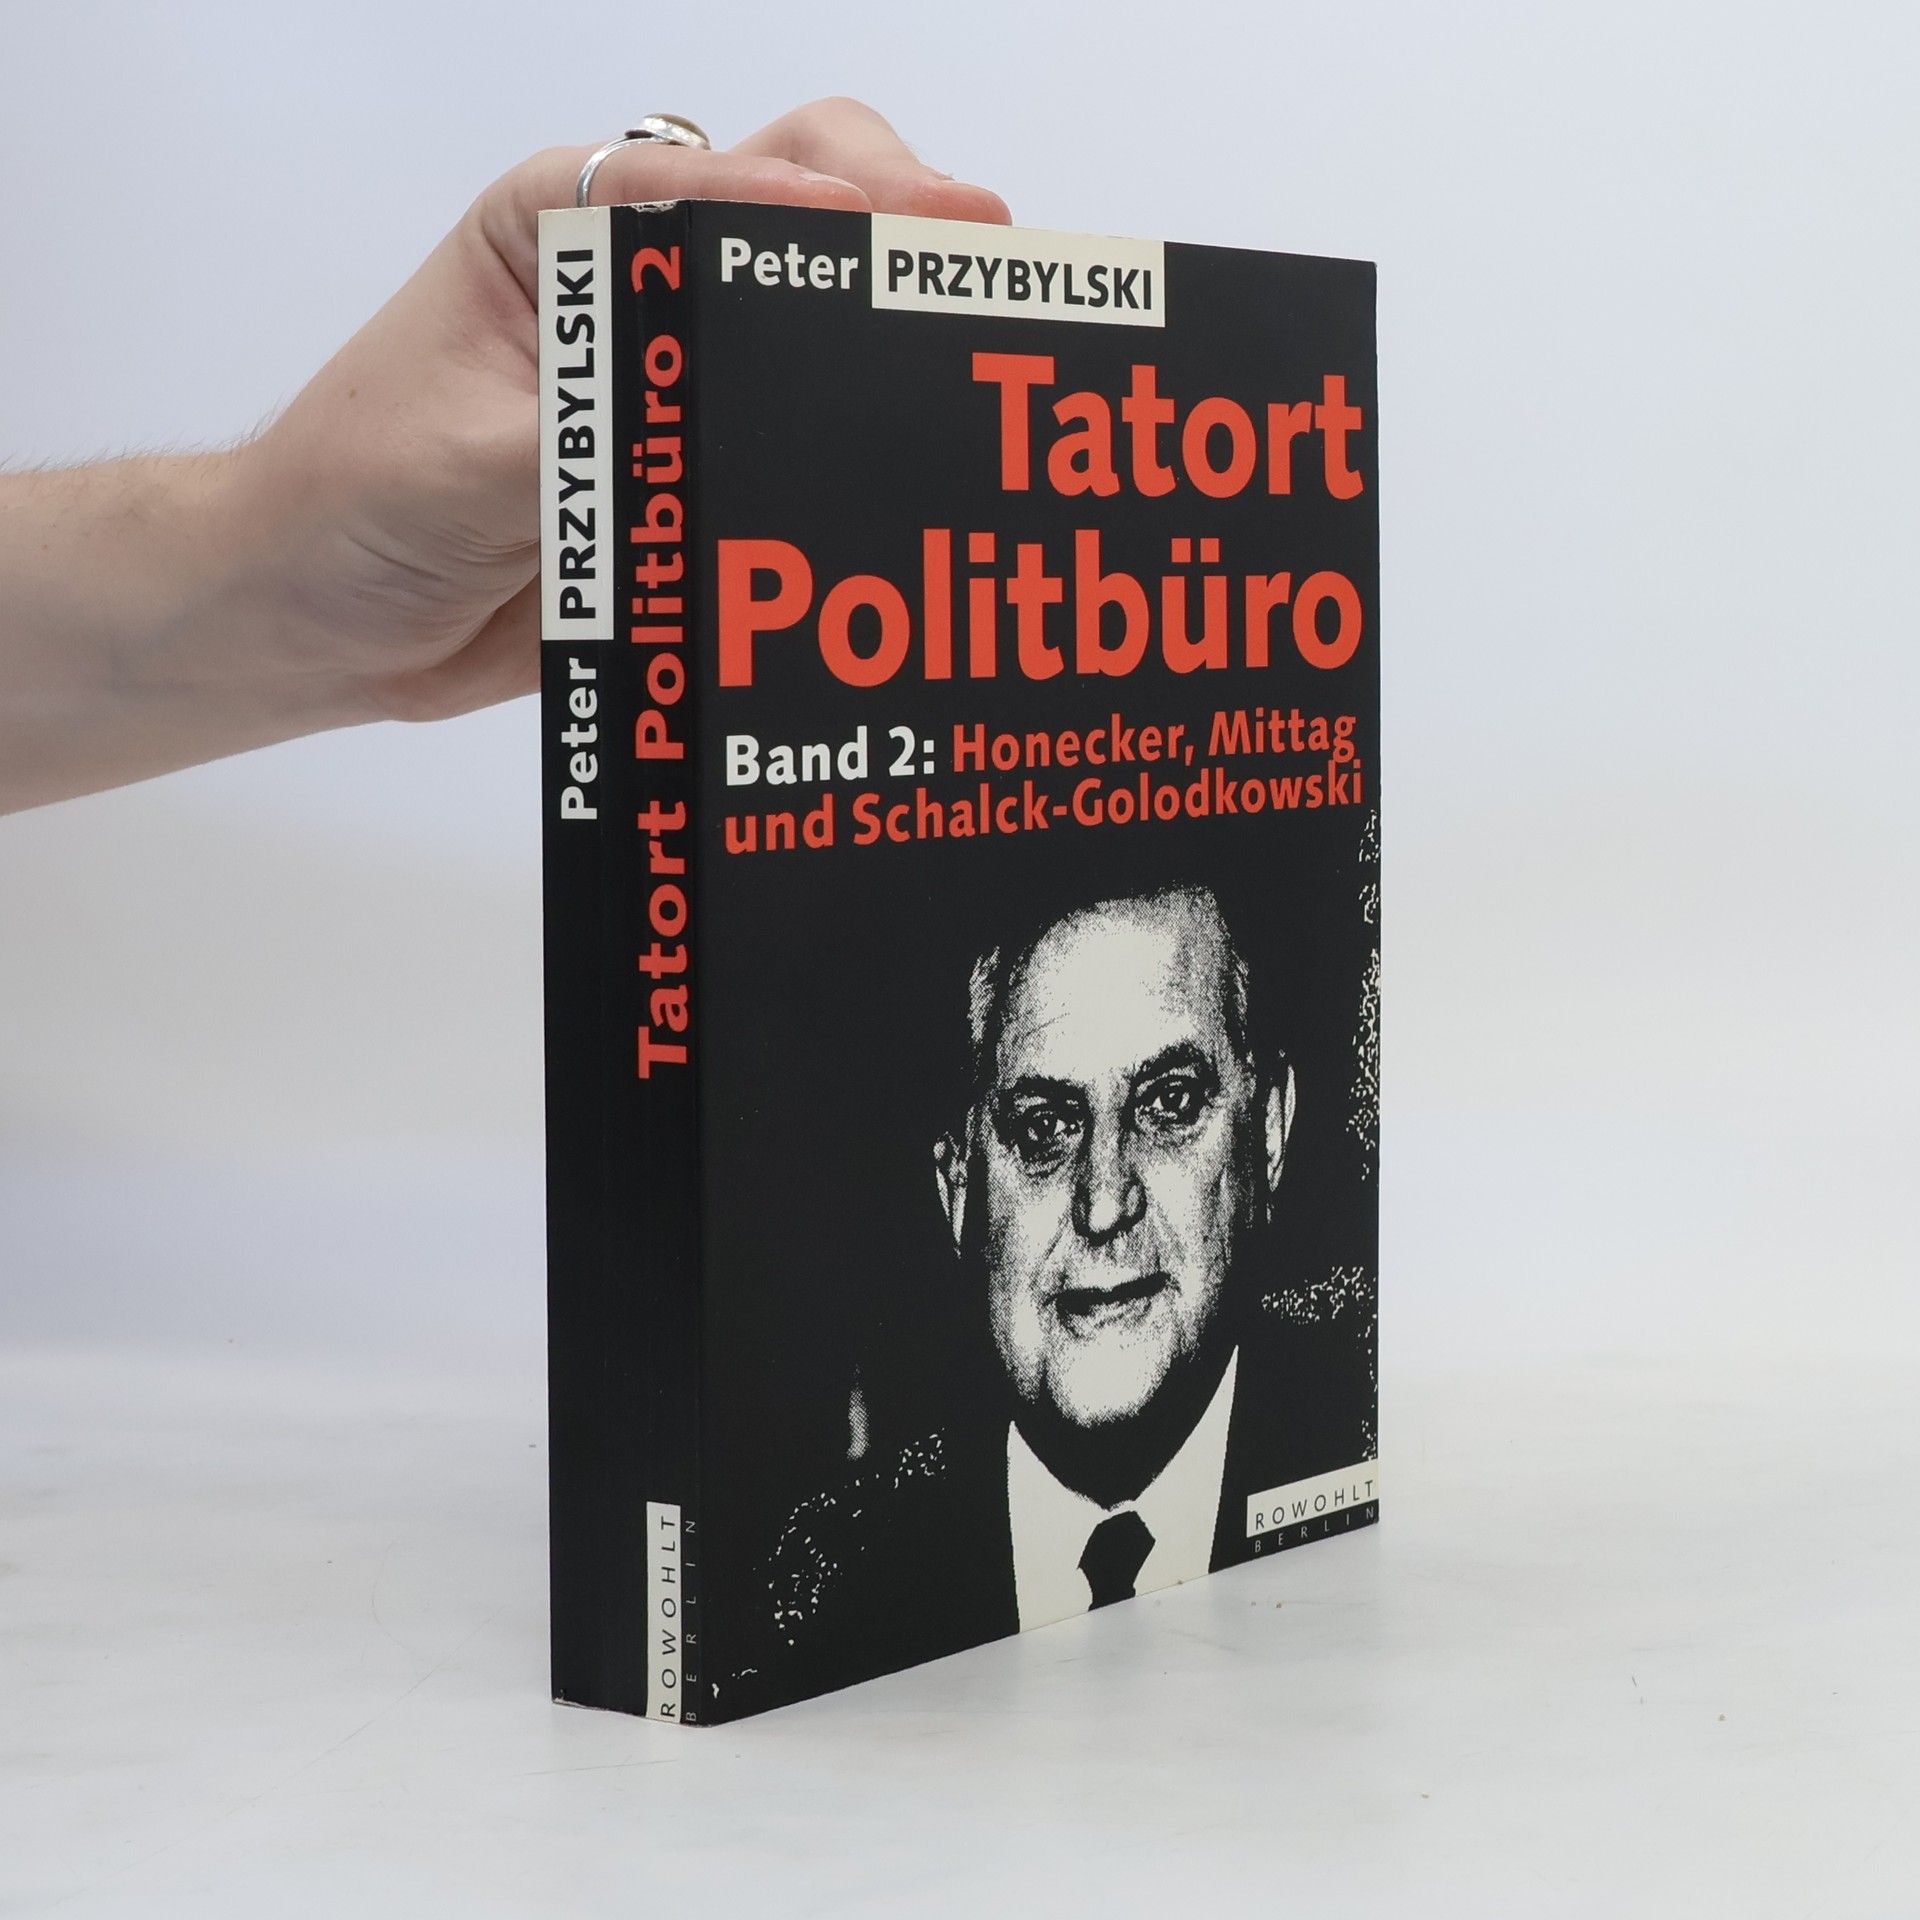 Peter PRZYBYLSKI
Tatort Politbüro 2
ROWOHLT
BERLIN
Peter PRZYBYLSKI
Tatort
Politbüro
Band 2: Honecker, Mittag
und Schalck-Golodkowski
ROWOHLT
BERLIN